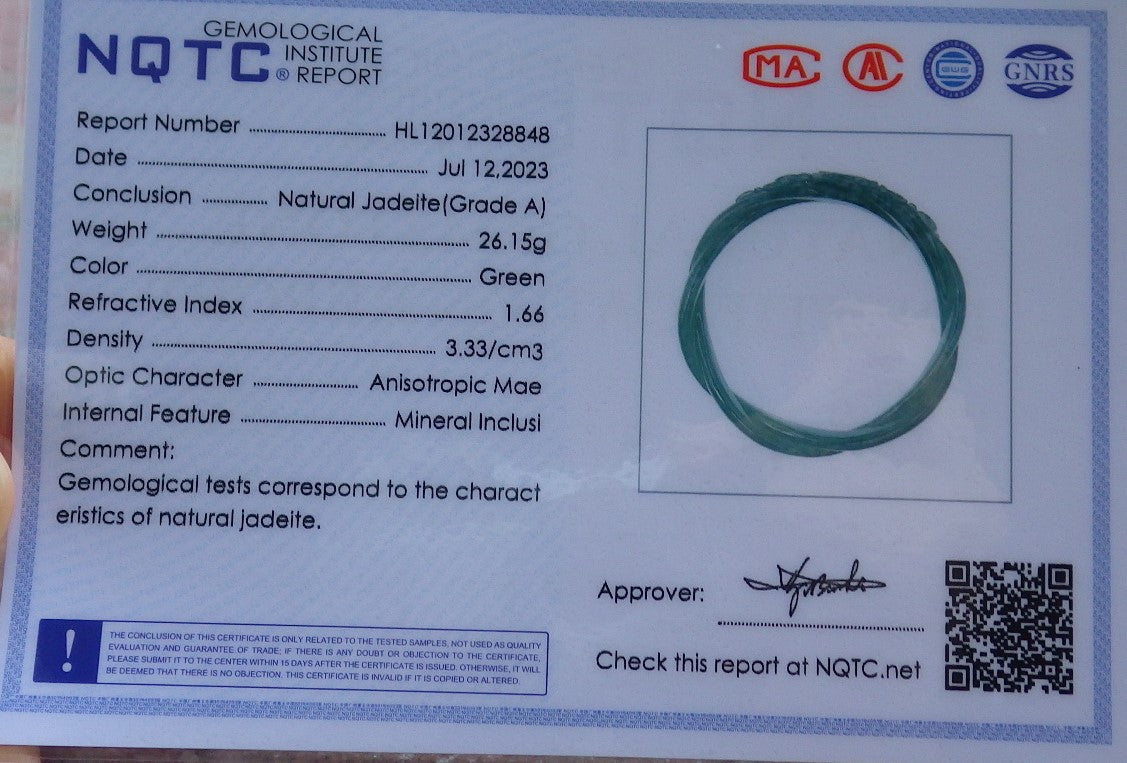 NQTC® GEMOLOGICAL INSTITUTE REPORT
MA
GNRS
Report Number HL12012328848
Date Jul 12,2023
Conclusion Natural Jadeite(Grade A)
Weight 26.15g
Color Green
Refractive Index 1.66
Density 3.33/cm3
Optic Character Anisotropic Mae
Internal Feature Mineral Inclusi
Comment:
Gemological tests correspond to the charact
eristics of natural jadeite.
Approver:
Check this report at NQTC.net
!
THE CONCLUSION OF THIS CERTIFICATE IS ONLY RELATED TO THE TESTED SAMPLES, NOT USED AS QUALITY
EVALUATION AND GUARANTEE OF TRADE; IF THERE IS ANY DOUBT OR OBJECTION TO THE CERTIFICATE,
PLEASE SUBMIT IT TO THE CENTER WITHIN 15 DAYS AFTER THE CERTIFICATE IS ISSUED. OTHERWISE, IT WILL
BE DEEMED THAT THERE IS NO OBJECTION. THIS CERTIFICATE IS INVALID IF IT IS COPIED OR ALTERED.